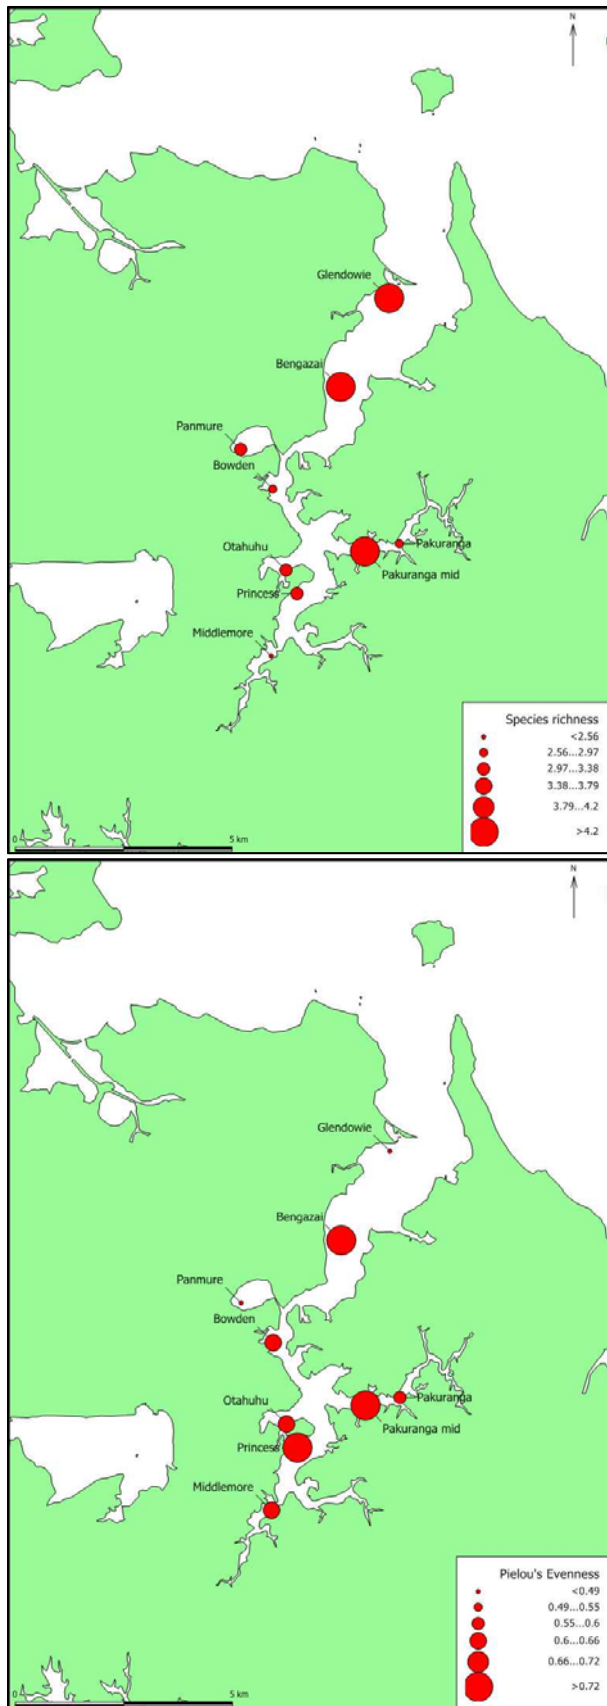 N
Glendowie
Bengazai
Panmure
Bowden
Pakuranga
Otahuhu
Pakuranga mid
Princess
Middlemore
Species richness
<2.56
2.56...2.97
2.97...3.38
3.38...3.79
3.79...4.2
>4.2
0 5 km
N
Glendowie
Bengazai
Panmure
Bowden
Pakuranga
Otahuhu
Pakuranga mid
Princess
Middlemore
Pielou's Evenness
<0.49
0.49...0.55
0.55...0.6
0.6...0.66
0.66...0.72
>0.72
0 5 km